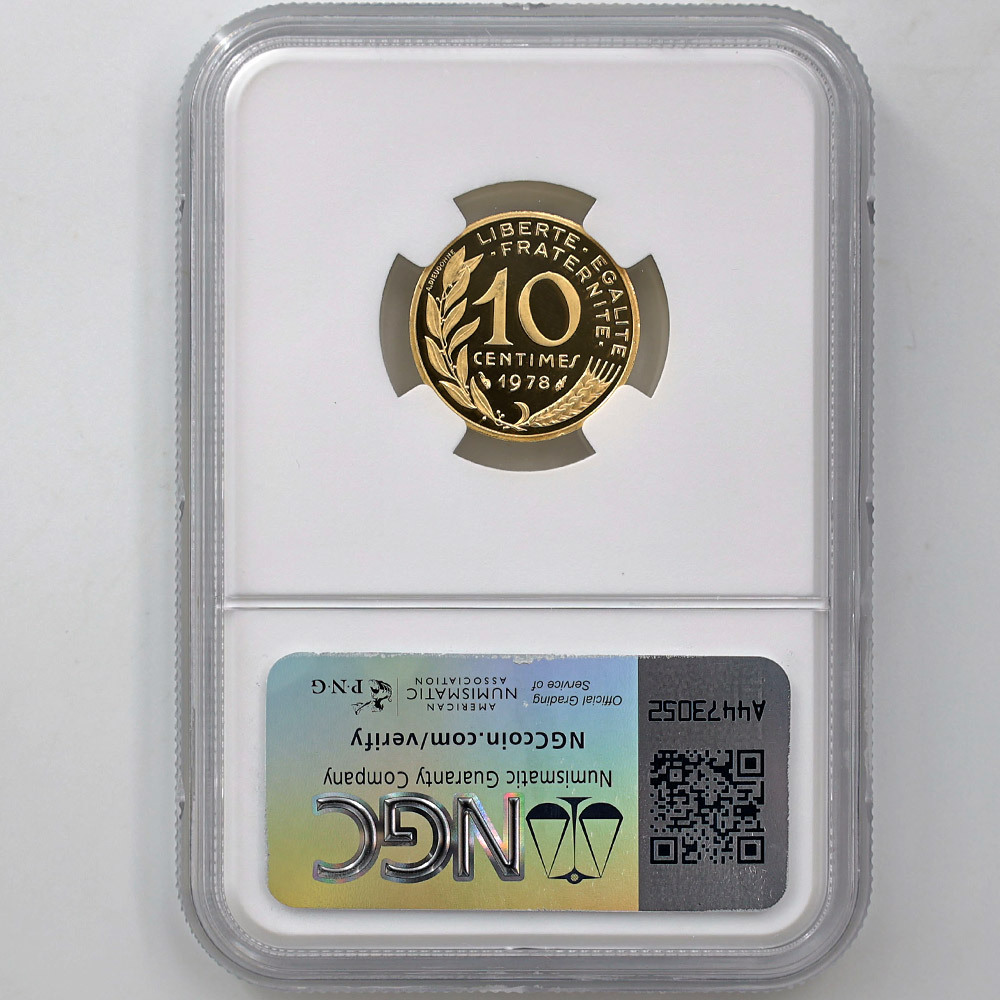 LIBERTE · EGALITE
· FRATERNITE ·
A.DIEUDONNE
10
CENTIMES
1978
NGC
Numismatic Guaranty Company
NGCcoin.com/verify
Official Grading
Service of
AMERICAN
NUMISMATIC
ASSOCIATION
P·N·G
A4473052